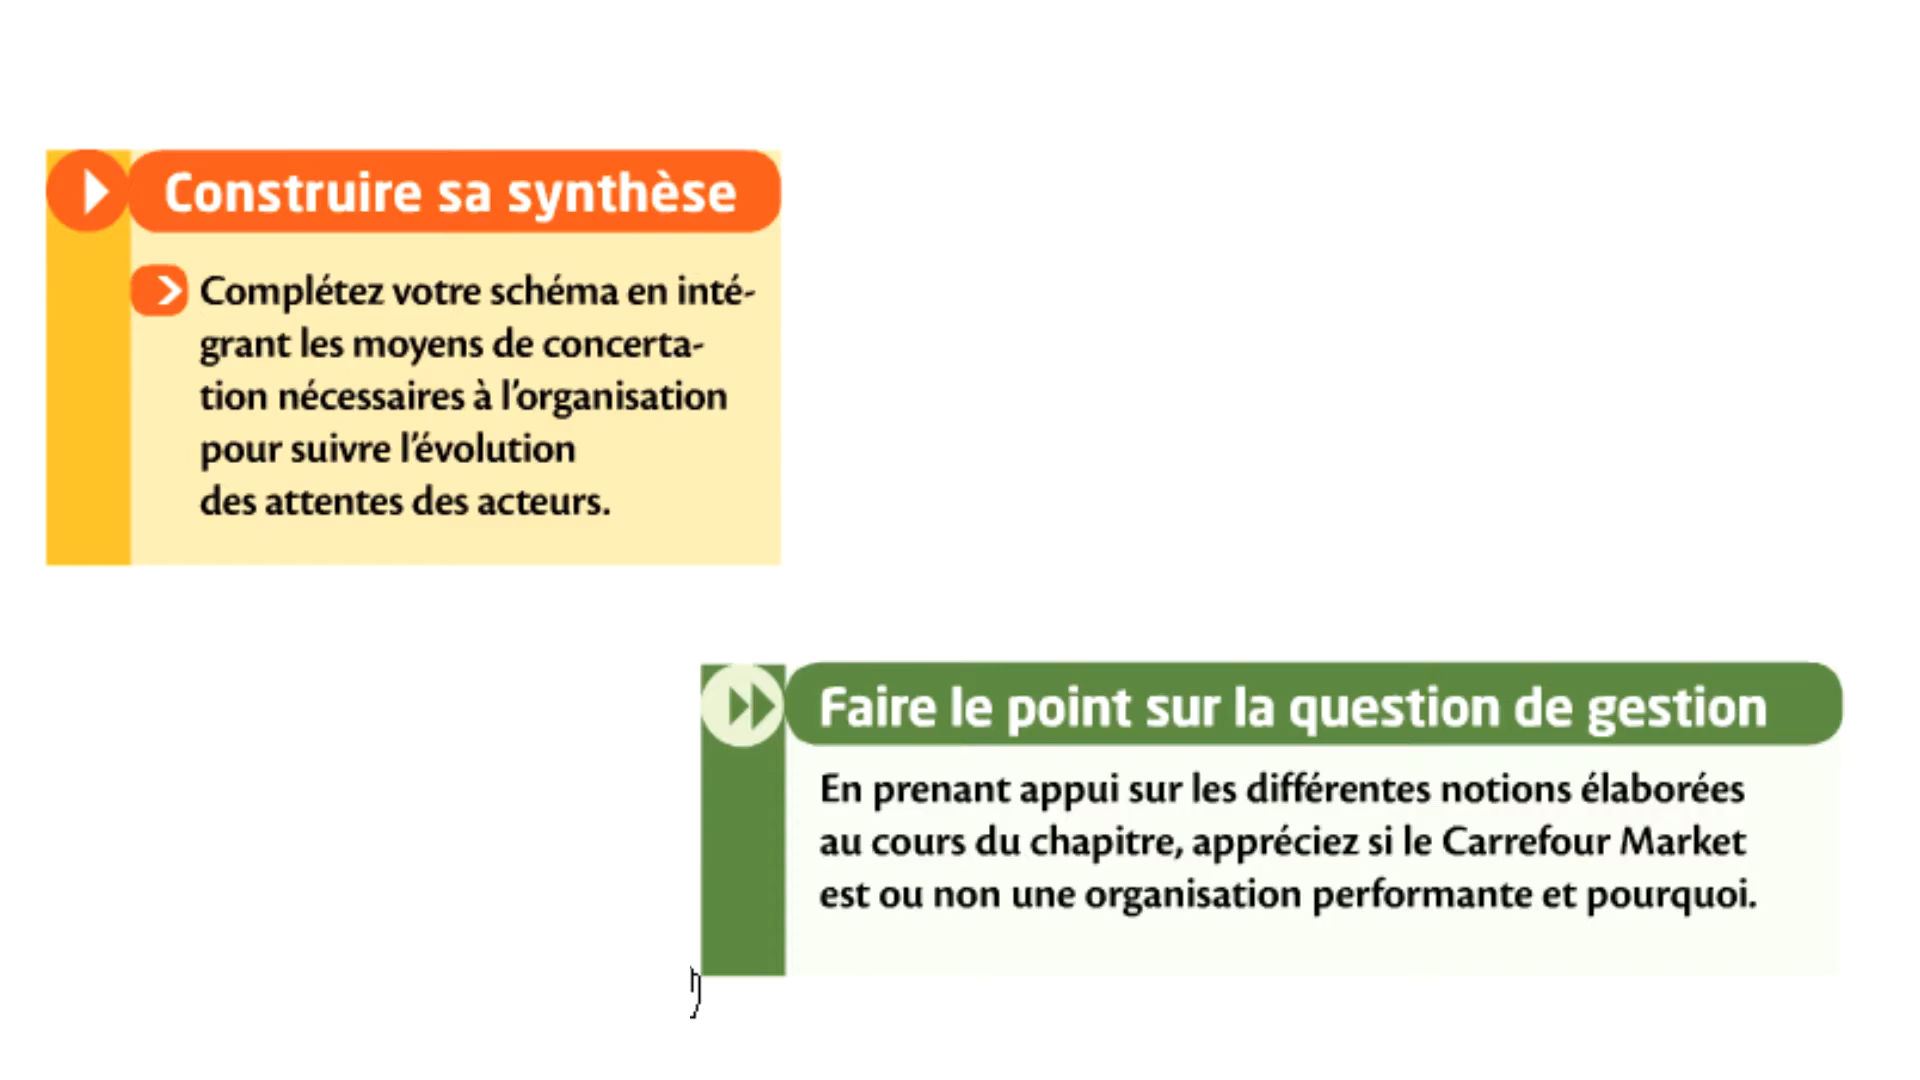 Construire sa synthèse
Complétez votre schéma en inté-
grant les moyens de concerta-
tion nécessaires à l'organisation
pour suivre l'évolution
des attentes des acteurs.
Faire le point sur la question de gestion
En prenant appui sur les différentes notions élaborées
au cours du chapitre, appréciez si le Carrefour Market
est ou non une organisation performante et pourquoi.